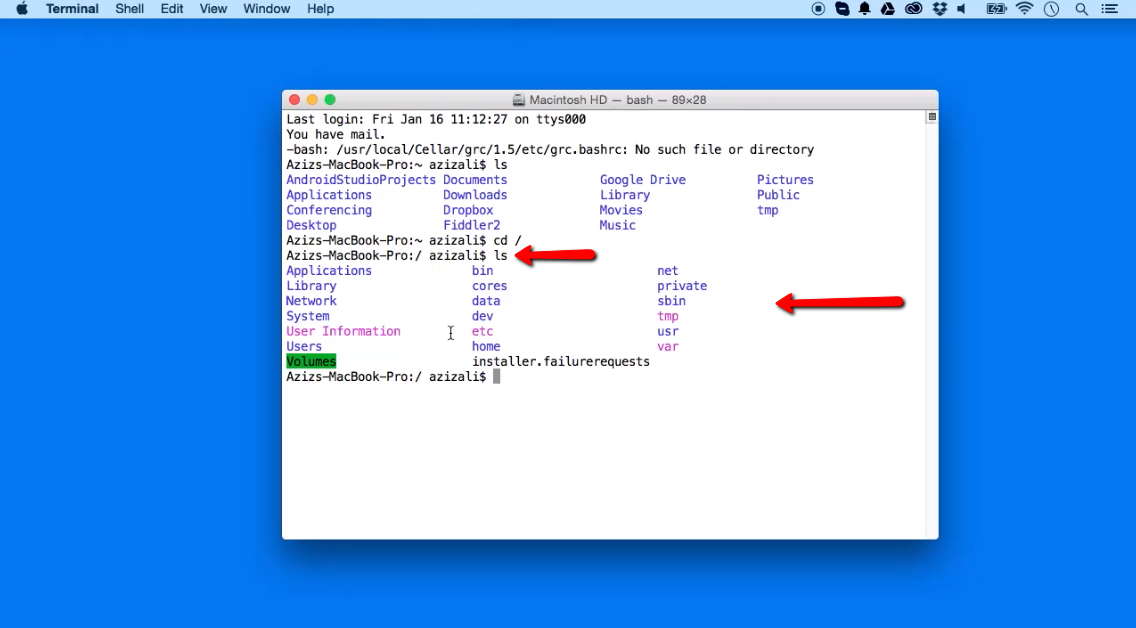 Terminal Shell Edit View Window Help
Macintosh HD — bash — 89×28
Last login: Fri Jan 16 11:12:27 on ttys000
You have mail.
-bash: /usr/local/Cellar/grc/1.5/etc/grc.bashrc: No such file or directory
Azizs-MacBook-Pro:~ azizali$ ls
AndroidStudioProjects Documents Google Drive Pictures
Applications Downloads Library Public
Conferencing Dropbox Movies tmp
Desktop Fiddler2 Music
Azizs-MacBook-Pro:~ azizali$ cd /
Azizs-MacBook-Pro:/ azizali$ ls
Applications bin net
Library cores private
Network data sbin
System dev tmp
User Information etc usr
Users home var
Volumes installer.failurerequests
Azizs-MacBook-Pro:/ azizali$